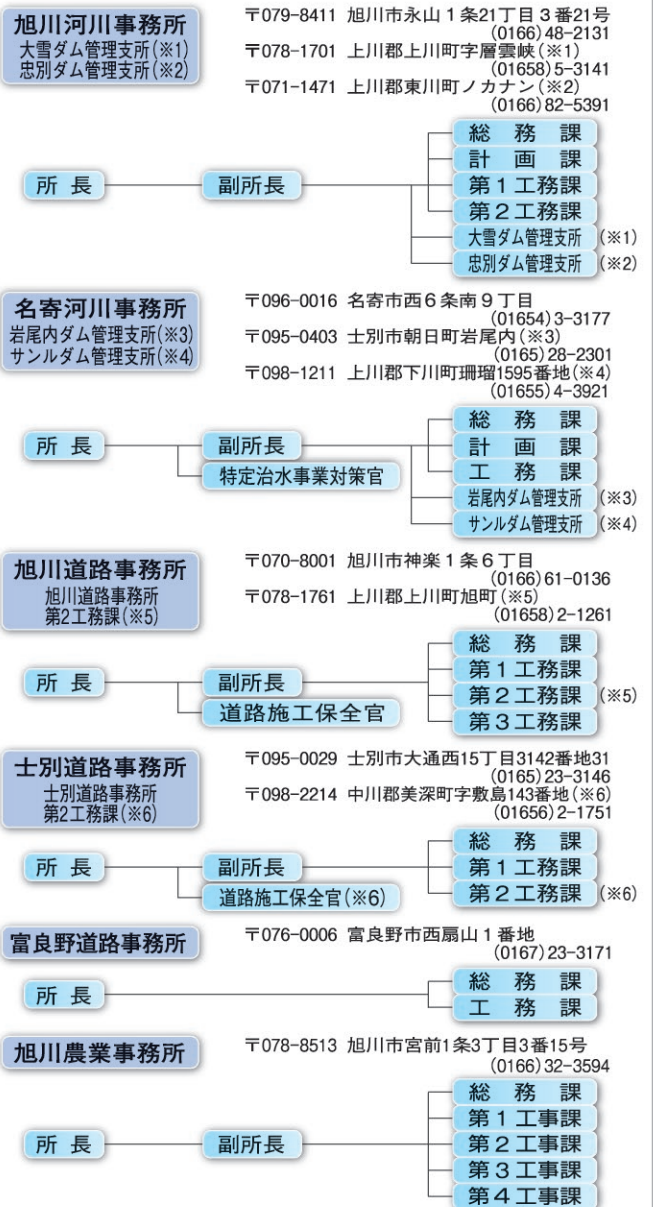 旭川河川事務所
大雪ダム管理支所(※1)
忠別ダム管理支所(※2)
〒079-8411 旭川市永山1条21丁目3番21号
(0166)48-2131
〒078-1701 上川郡上川町字層雲峡(※1)
(01658)5-3141
〒071-1471 上川郡東川町ノカナン(※2)
(0166)82-5391
所長
副所長
総務課
計画課
第1工務課
第2工務課
大雪ダム管理支所 (※1)
忠別ダム管理支所 (※2)
名寄河川事務所
岩尾内ダム管理支所(※3)
サンルダム管理支所(※4)
〒096-0016 名寄市西6条南9丁目
(01654)3-3177
〒095-0403 士別市朝日町岩尾内(※3)
(0165)28-2301
〒098-1211 上川郡下川町珊瑠1595番地(※4)
(01655)4-3921
所長
副所長
特定治水事業対策官
総務課
計画課
工務課
岩尾内ダム管理支所 (※3)
サンルダム管理支所 (※4)
旭川道路事務所
旭川道路事務所
第2工務課(※5)
〒070-8001 旭川市神楽1条6丁目
(0166)61-0136
〒078-1761 上川郡上川町旭町(※5)
(01658)2-1261
所長
副所長
道路施工保全官
総務課
第1工務課
第2工務課 (※5)
第3工務課
士別道路事務所
士別道路事務所
第2工務課(※6)
〒095-0029 士別市大通西15丁目3142番地31
(0165)23-3146
〒098-2214 中川郡美深町字敷島143番地(※6)
(01656)2-1751
所長
副所長
道路施工保全官(※6)
総務課
第1工務課
第2工務課 (※6)
富良野道路事務所
〒076-0006 富良野市西扇山1番地
(0167)23-3171
所長
総務課
工務課
旭川農業事務所
〒078-8513 旭川市宮前1条3丁目3番15号
(0166)32-3594
所長
副所長
総務課
第1工事課
第2工事課
第3工事課
第4工事課